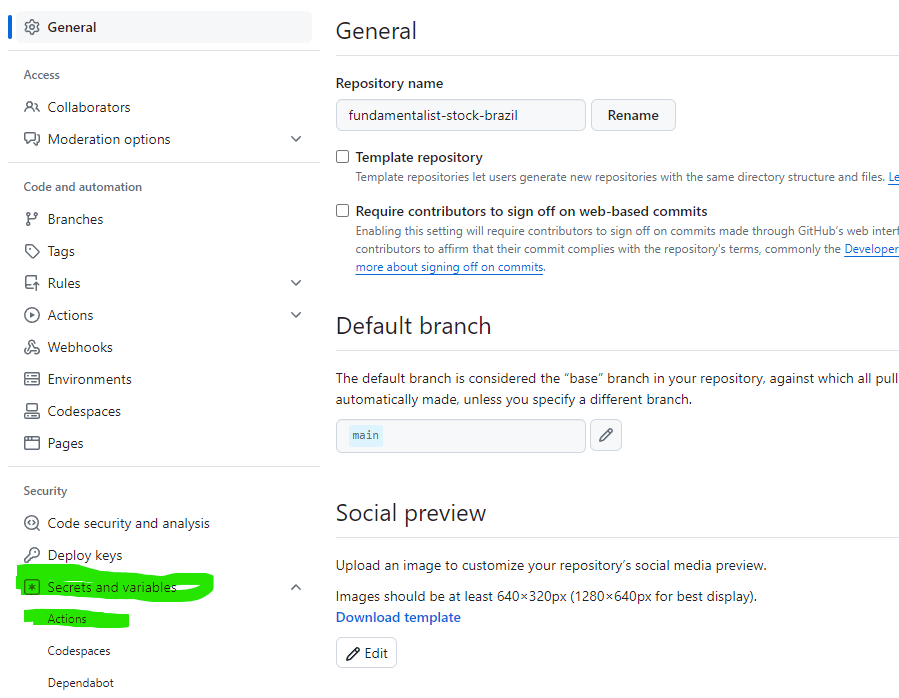 General
Access
Collaborators
Moderation options
Code and automation
Branches
Tags
Rules
Actions
Webhooks
Environments
Codespaces
Pages
Security
Code security and analysis
Deploy keys
Secrets and variables
Actions
Codespaces
Dependabot
General
Repository name
fundamentalist-stock-brazil Rename
Template repository
Template repositories let users generate new repositories with the same directory structure and files. Le
Require contributors to sign off on web-based commits
Enabling this setting will require contributors to sign off on commits made through GitHub's web interf
contributors to affirm that their commit complies with the repository's terms, commonly the Developer
more about signing off on commits.
Default branch
The default branch is considered the “base” branch in your repository, against which all pull
automatically made, unless you specify a different branch.
main
Social preview
Upload an image to customize your repository's social media preview.
Images should be at least 640×320px (1280×640px for best display).
Download template
Edit